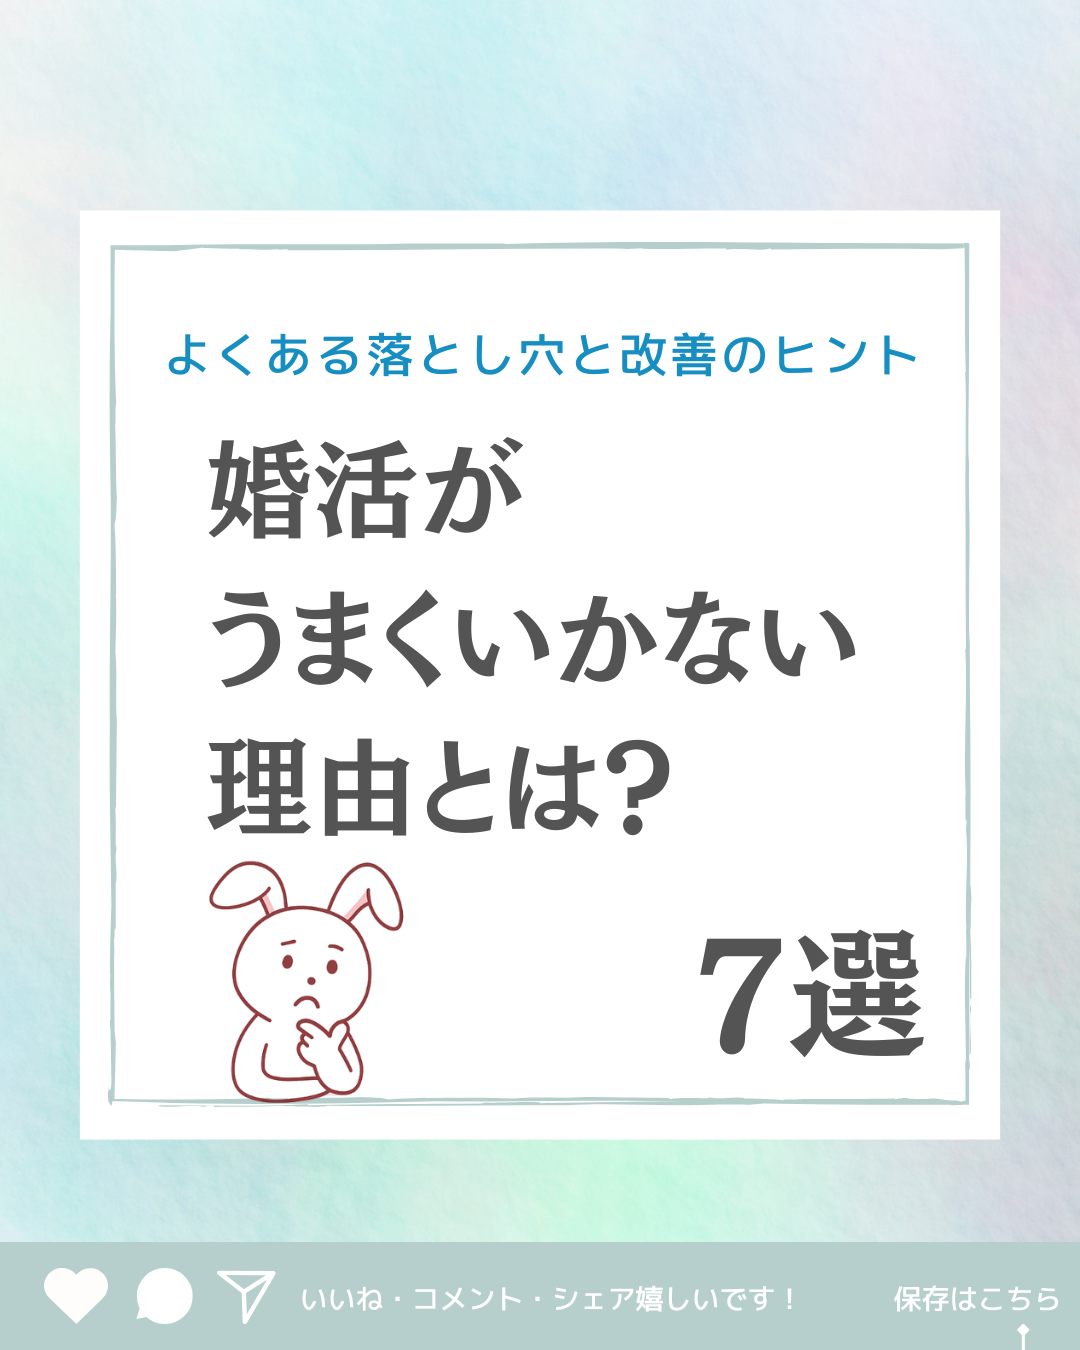 よくある落とし穴と改善のヒント
婚活が
うまくいかない
理由とは?
7選
いいね・コメント・シェア嬉しいです！
保存はこちら